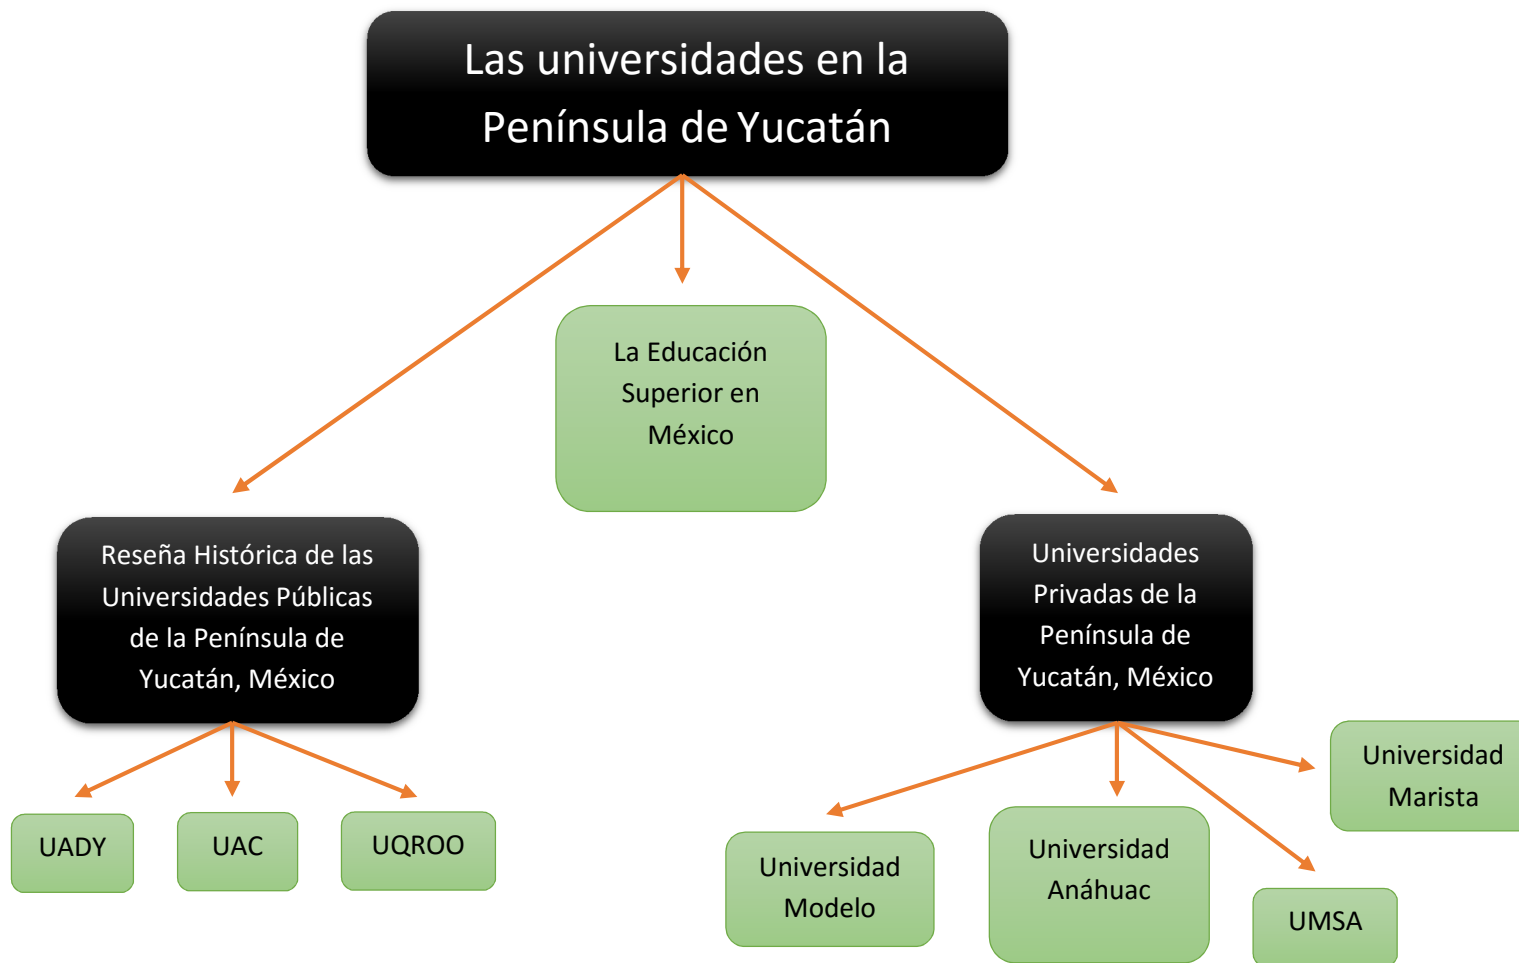 Las universidades en la
Península de Yucatán
La Educación
Superior en
México
Reseña Histórica de las
Universidades Públicas
de la Península de
Yucatán, México
Universidades
Privadas de la
Península de
Yucatán, México
UADY
UAC
UQROO
Universidad
Modelo
Universidad
Anáhuac
UMSA
Universidad
Marista